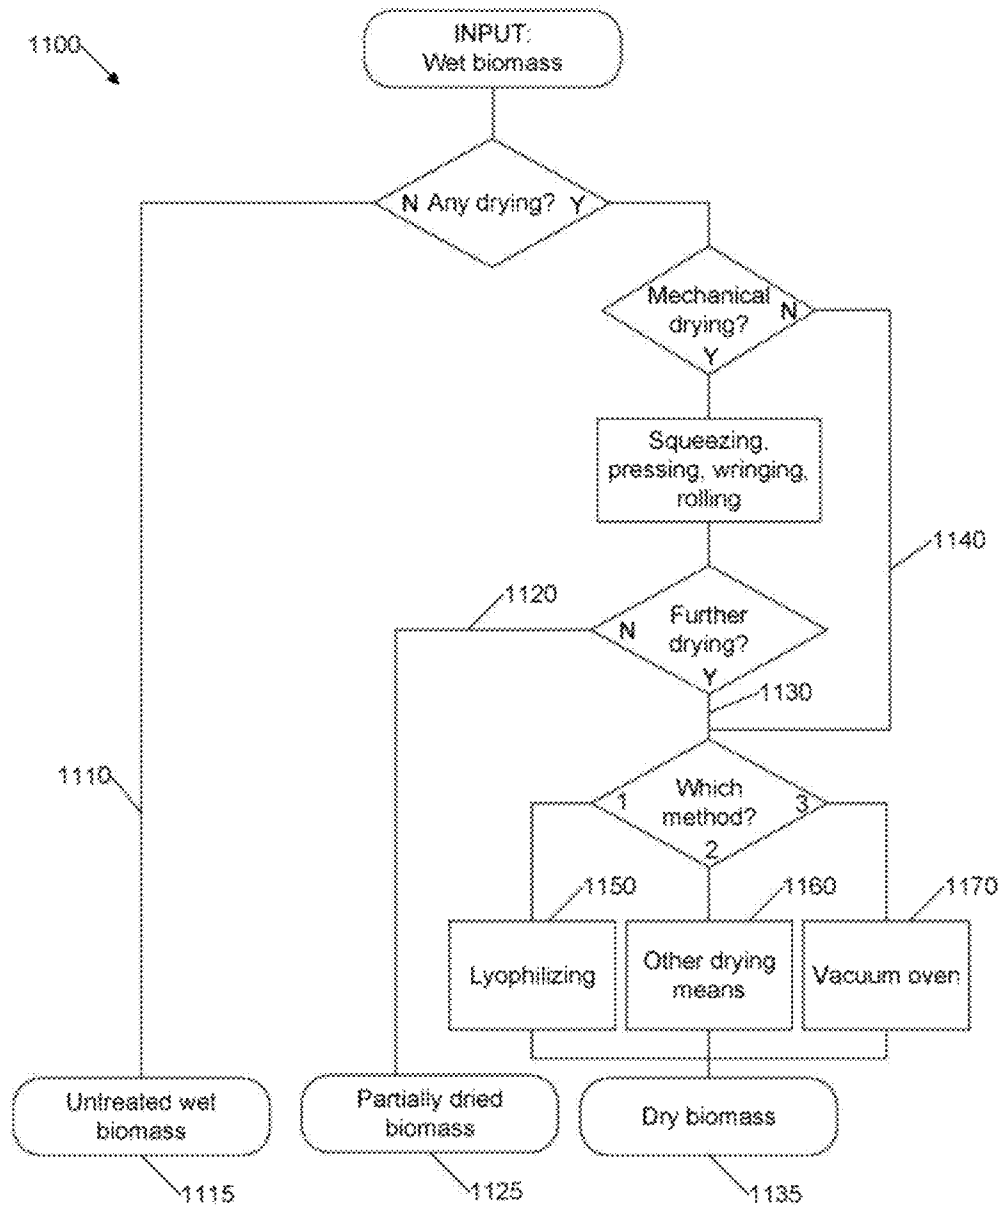 1100
INPUT:
Wet biomass
N Any drying? Y
Mechanical
drying? N
Y
Squeezing,
pressing, wringing,
rolling
1140
1120
Further
N drying?
Y
1130
1110
Which
1 method? 3
2
1150
1160
1170
Lyophilizing
Other drying
means
Vacuum oven
Untreated wet
biomass
Partially dried
biomass
Dry biomass
1115
1125
1135